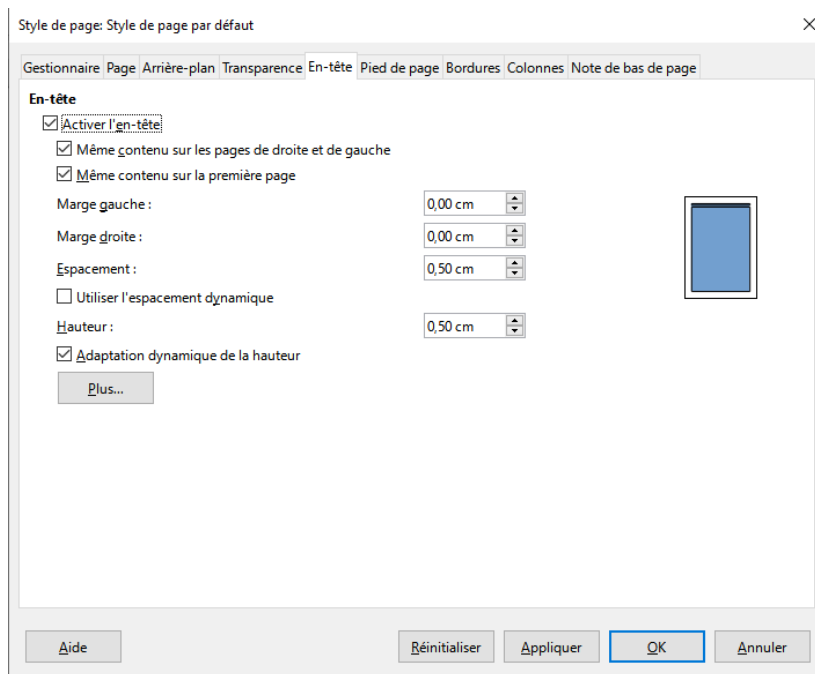 Style de page: Style de page par défaut
Gestionnaire Page Arrière-plan Transparence En-tête Pied de page Bordures Colonnes Note de bas de page
En-tête
Activer l'en-tête
Même contenu sur les pages de droite et de gauche
Même contenu sur la première page
Marge gauche : 0,00 cm
Marge droite : 0,00 cm
Espacement : 0,50 cm
Utiliser l'espacement dynamique
Hauteur : 0,50 cm
Adaptation dynamique de la hauteur
Plus...
Aide Réinitialiser Appliquer OK Annuler